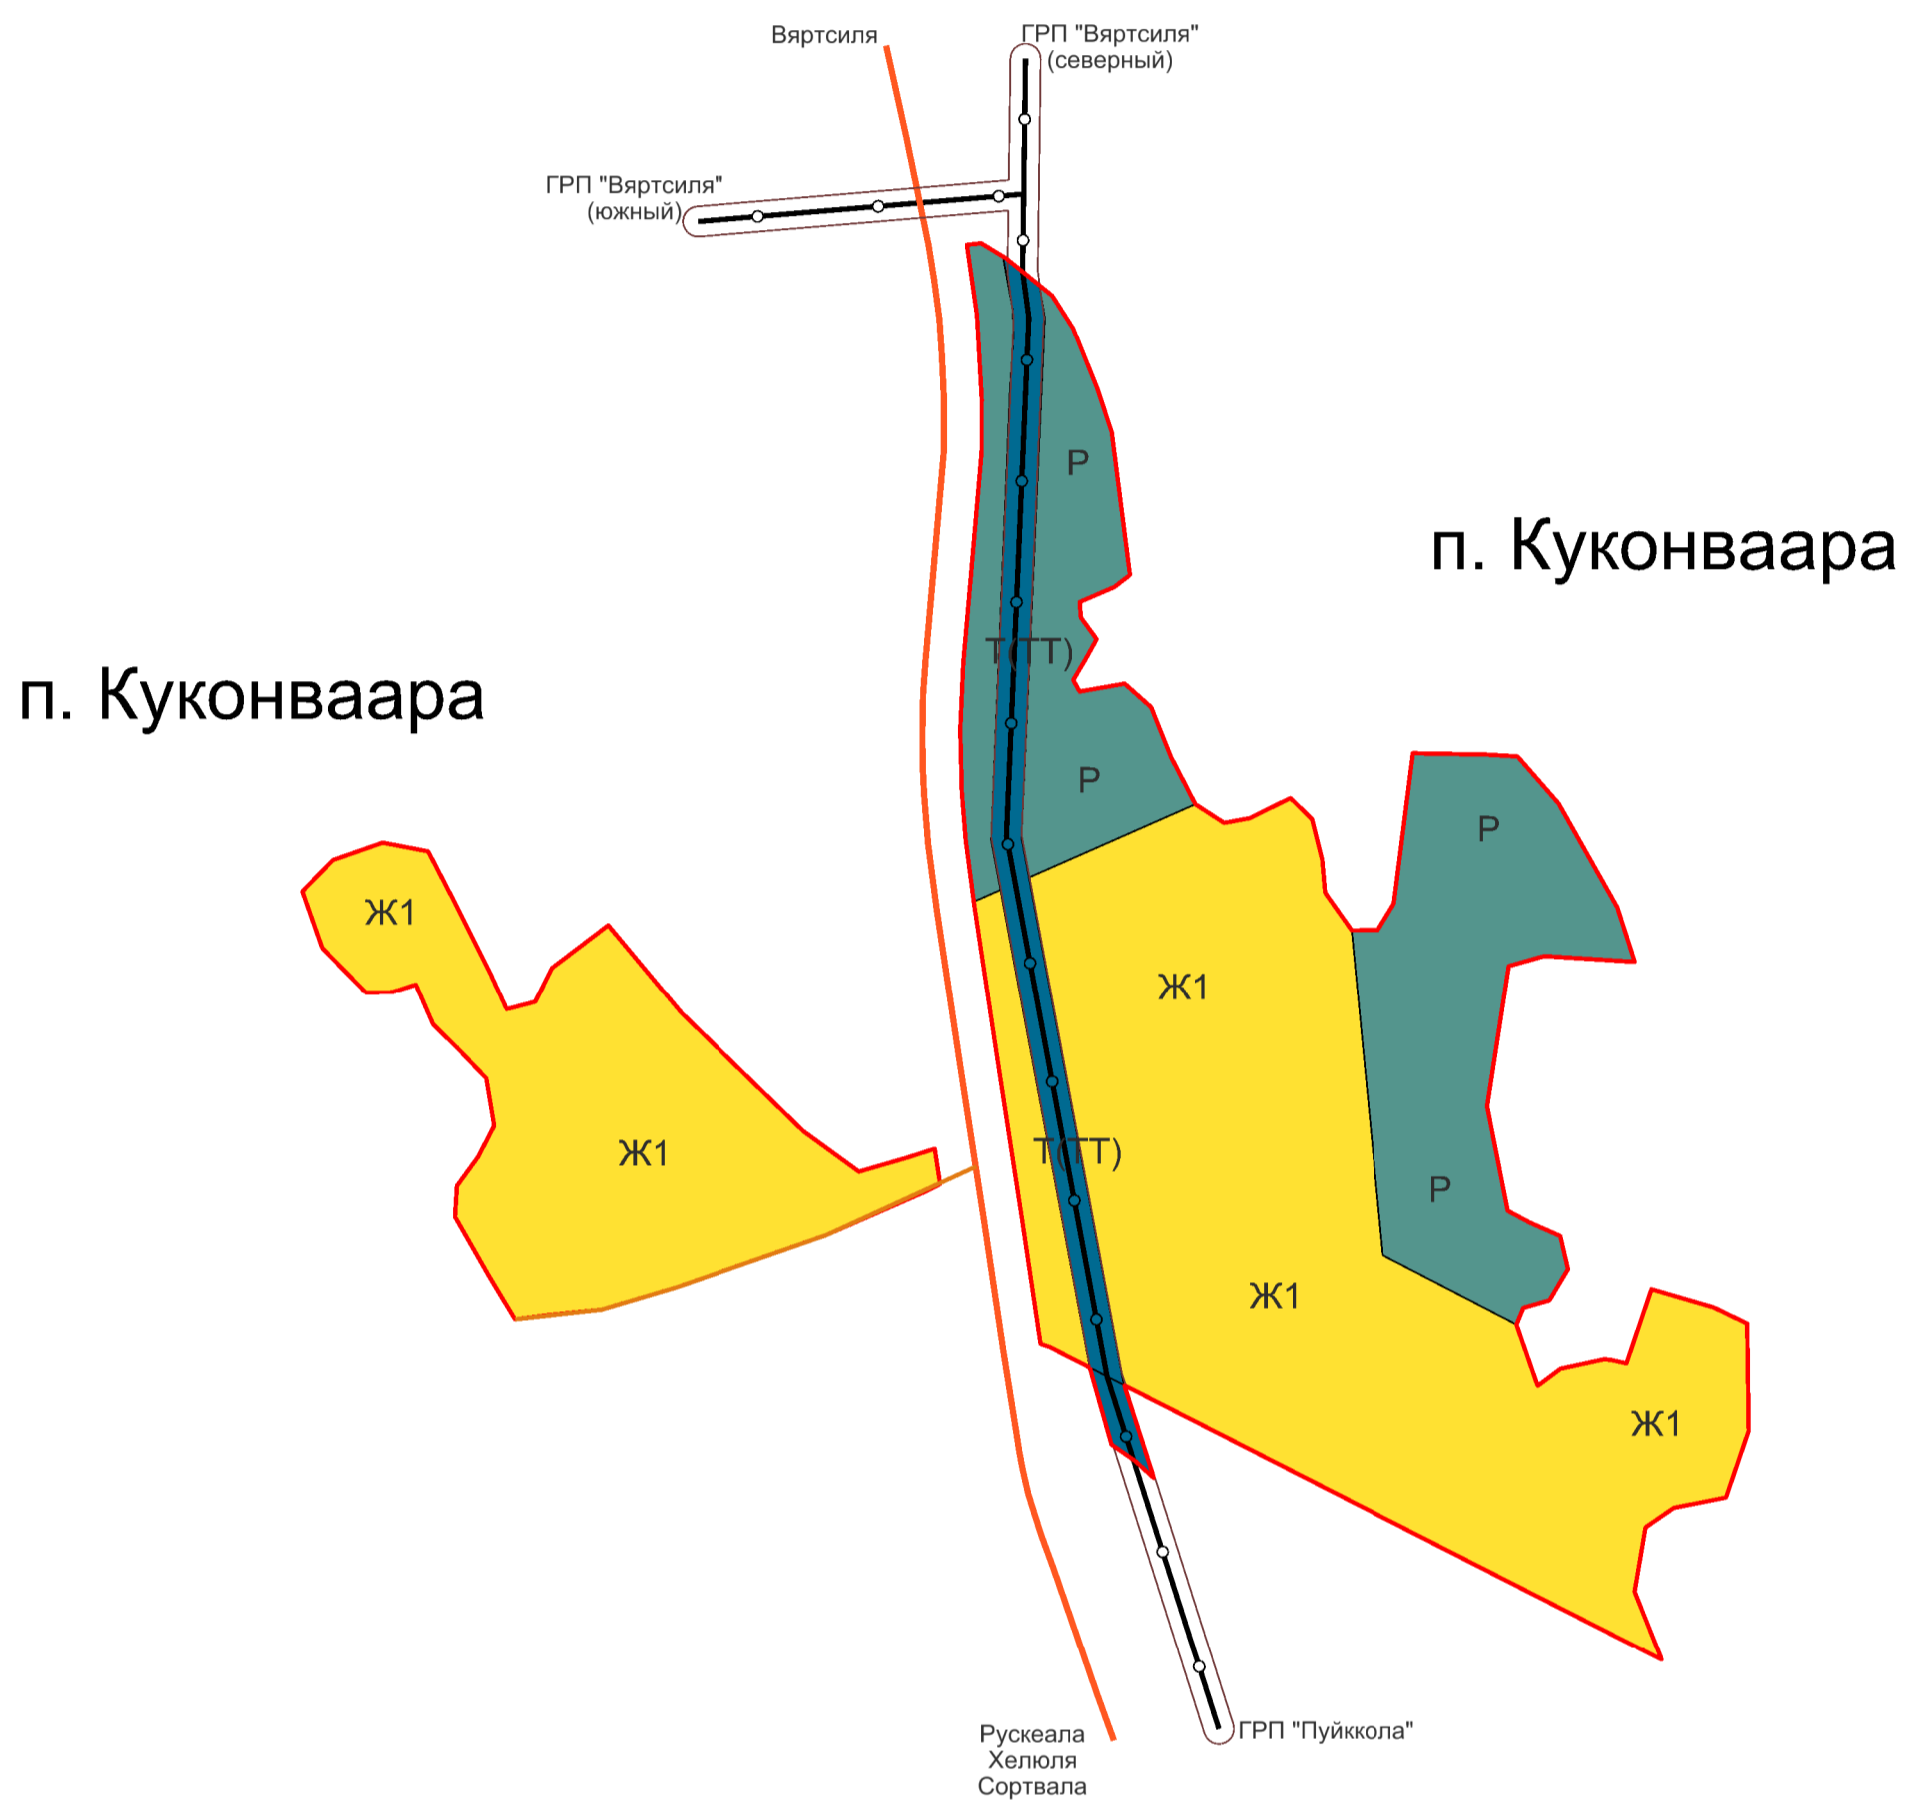 Вяртсиля
ГРП "Вяртсиля"
(северный)
ГРП "Вяртсиля"
(южный)
Р
п. Куконваара
Т(ТТ)
п. Куконваара
Р
Р
Ж1
Ж1
Ж1
Т(ТТ)
Р
Ж1
Ж1
ГРП "Пуйккола"
Рускеала
Хелюля
Сортвала